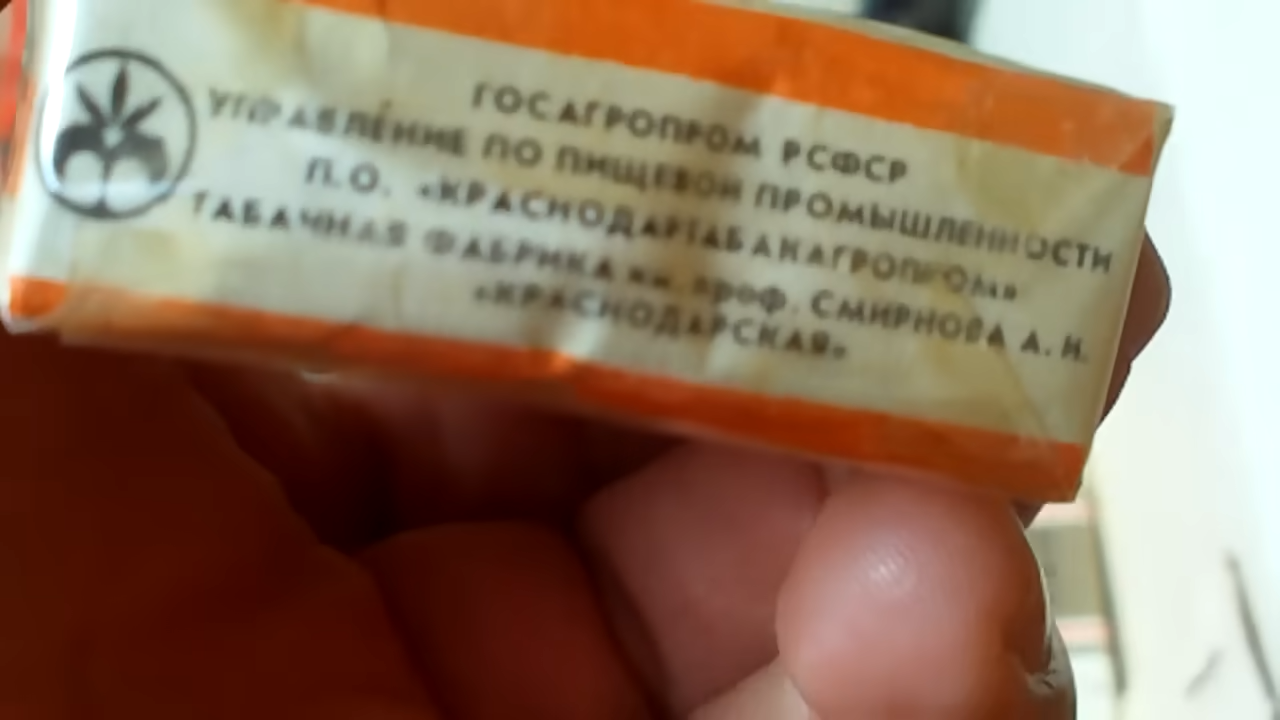 ГОСАГРОПРОМ РСФСР
УПРАВЛЕНИЕ ПО ПИЩЕВОЙ ПРОМЫШЛЕННОСТИ
П.О. «КРАСНОДАРТАБАКАГРОПРОМ»
ТАБАЧНАЯ ФАБРИКА им. проф. СМИРНОВА А. И.
«КРАСНОДАРСКАЯ»